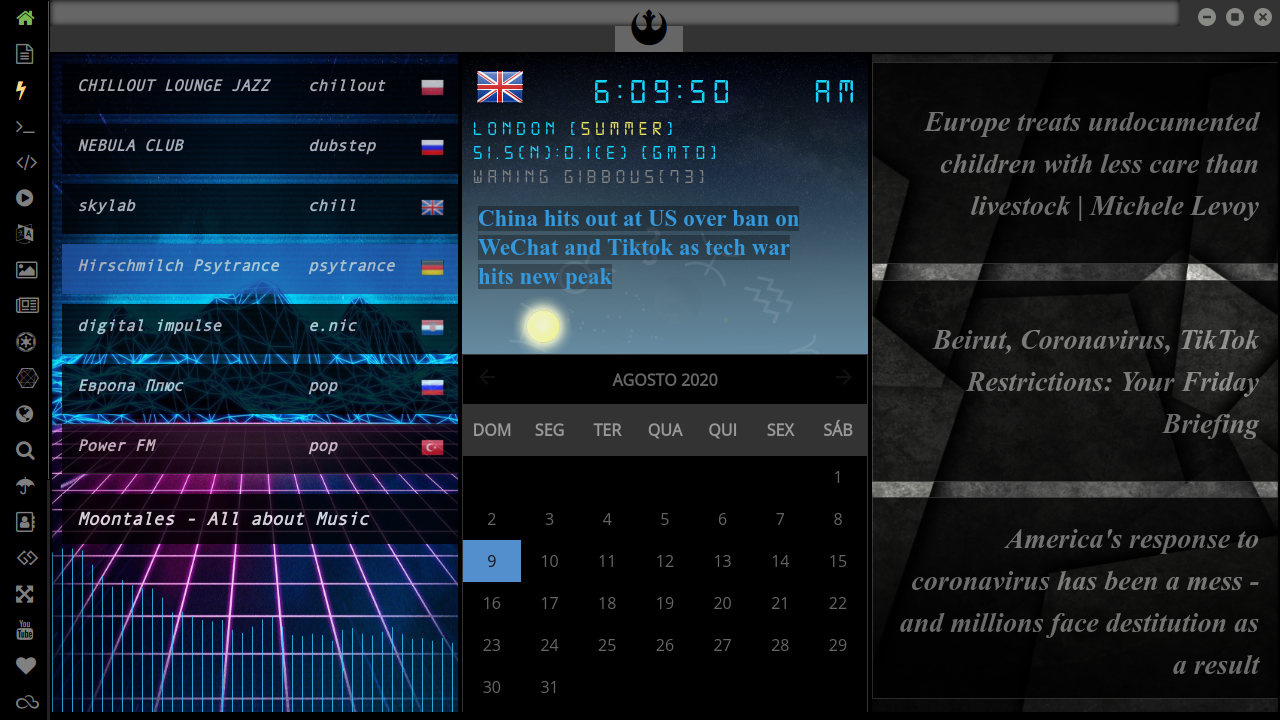 CHILLOUT LOUNGE JAZZ chillout
NEBULA CLUB dubstep
skylab chill
Hirschmilch Psytrance psytrance
digital impulse e.nic
Европа Плюс pop
Power FM pop
Moontales - All about Music
6:09:50 AM
LONDON (SUMMER)
51.5(N):0.1(E) (GMT0)
WANING GIBBOUS(73)
China hits out at US over ban on
WeChat and Tiktok as tech war
hits new peak
AGOSTO 2020
DOM SEG TER QUA QUI SEX SÁB
1
2 3 4 5 6 7 8
9 10 11 12 13 14 15
16 17 18 19 20 21 22
23 24 25 26 27 28 29
30 31
Europe treats undocumented
children with less care than
livestock | Michele Levoy
Beirut, Coronavirus, TikTok
Restrictions: Your Friday
Briefing
America's response to
coronavirus has been a mess -
and millions face destitution as
a result
You
Tube